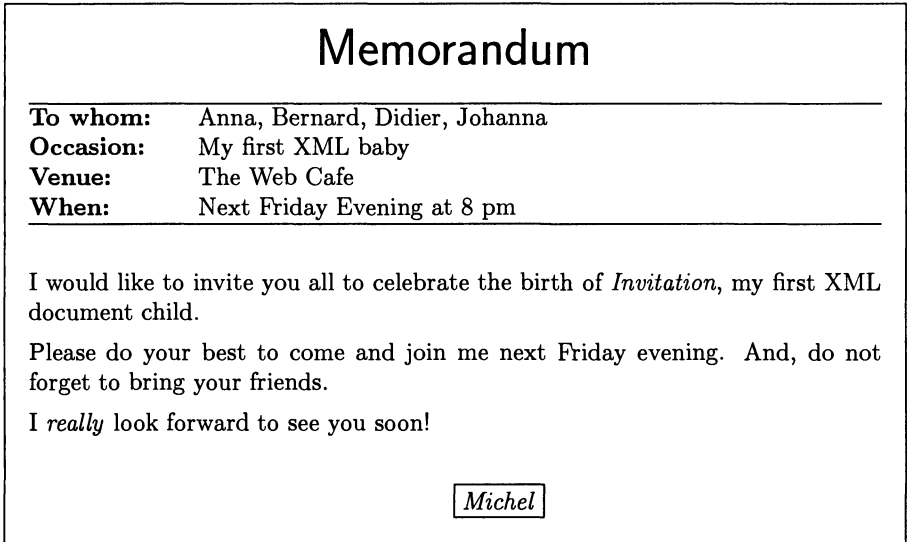 Memorandum
To whom: Anna, Bernard, Didier, Johanna
Occasion: My first XML baby
Venue: The Web Cafe
When: Next Friday Evening at 8 pm
I would like to invite you all to celebrate the birth of Invitation, my first XML
document child.
Please do your best to come and join me next Friday evening. And, do not
forget to bring your friends.
I really look forward to see you soon!
Michel